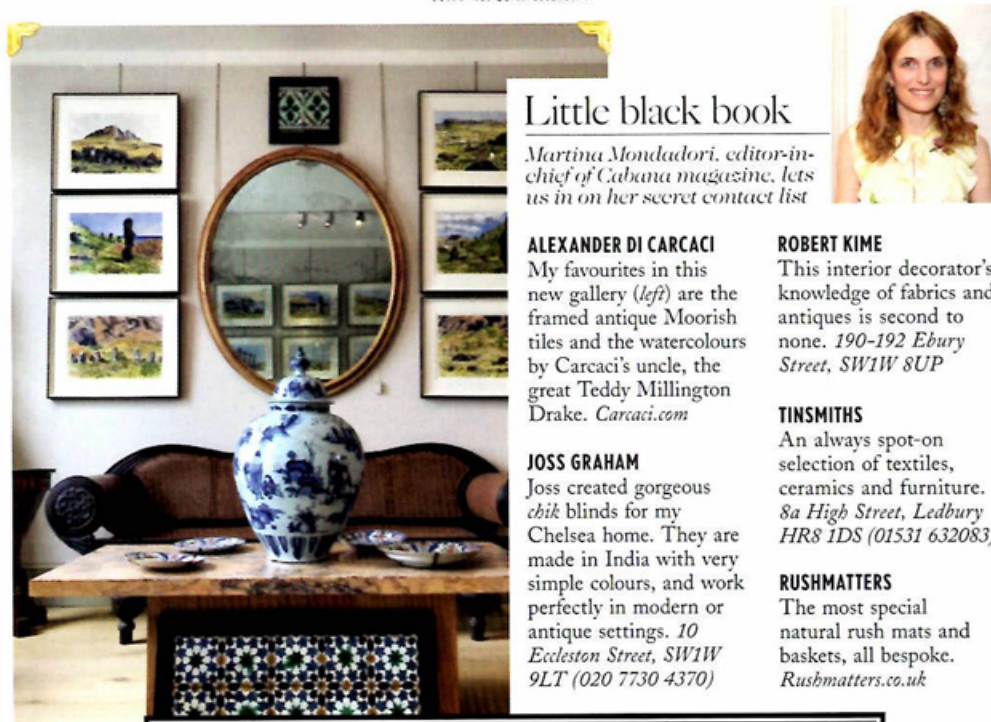 Little black book
Martina Mondadori, editor-in-
chief of Cabana magazine, lets
us in on her secret contact list
ALEXANDER DI CARCACI
My favourites in this
new gallery (left) are the
framed antique Moorish
tiles and the watercolours
by Carcaci's uncle, the
great Teddy Millington
Drake. Carcaci.com
JOSS GRAHAM
Joss created gorgeous
chik blinds for my
Chelsea home. They are
made in India with very
simple colours, and work
perfectly in modern or
antique settings. 10
Eccleston Street, SW1W
9LT (020 7730 4370)
ROBERT KIME
This interior decorator's
knowledge of fabrics and
antiques is second to
none. 190-192 Ebury
Street, SW1W 8UP
TINSMITHS
An always spot-on
selection of textiles,
ceramics and furniture.
8a High Street, Ledbury
HR8 1DS (01531 632083)
RUSHMATTERS
The most special
natural rush mats and
baskets, all bespoke.
Rushmatters.co.uk